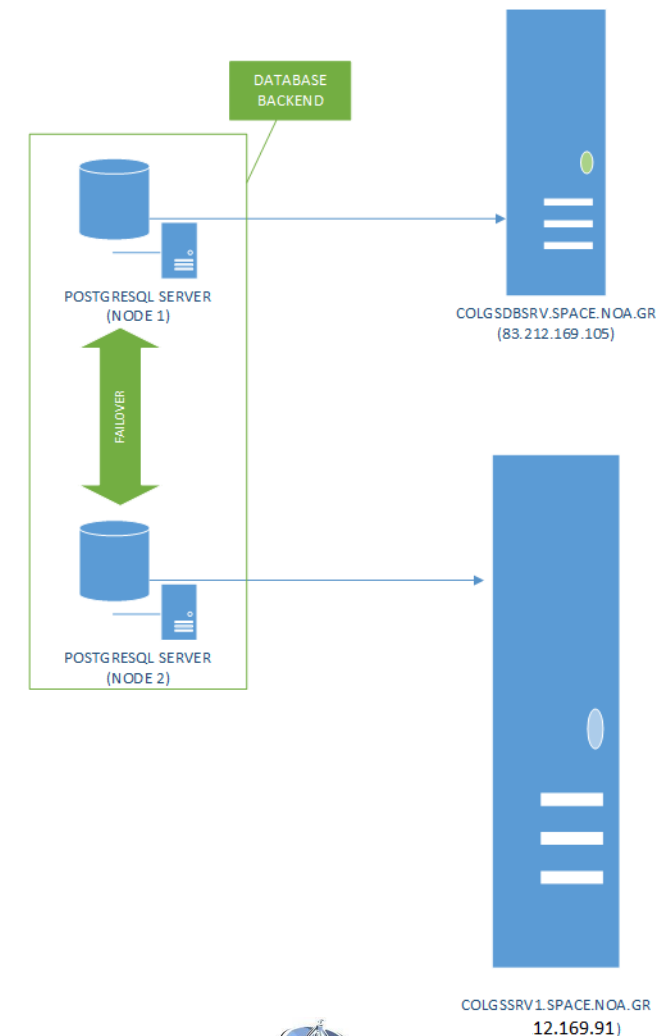 DATABASE
BACKEND
POSTGRESQL SERVER
(NODE 1)
COLGSDBSRV.SPACE.NOA.GR
(83.212.169.105)
FAILOVER
POSTGRESQL SERVER
(NODE 2)
COLGSSRV1.SPACE.NOA.GR
12.169.91)